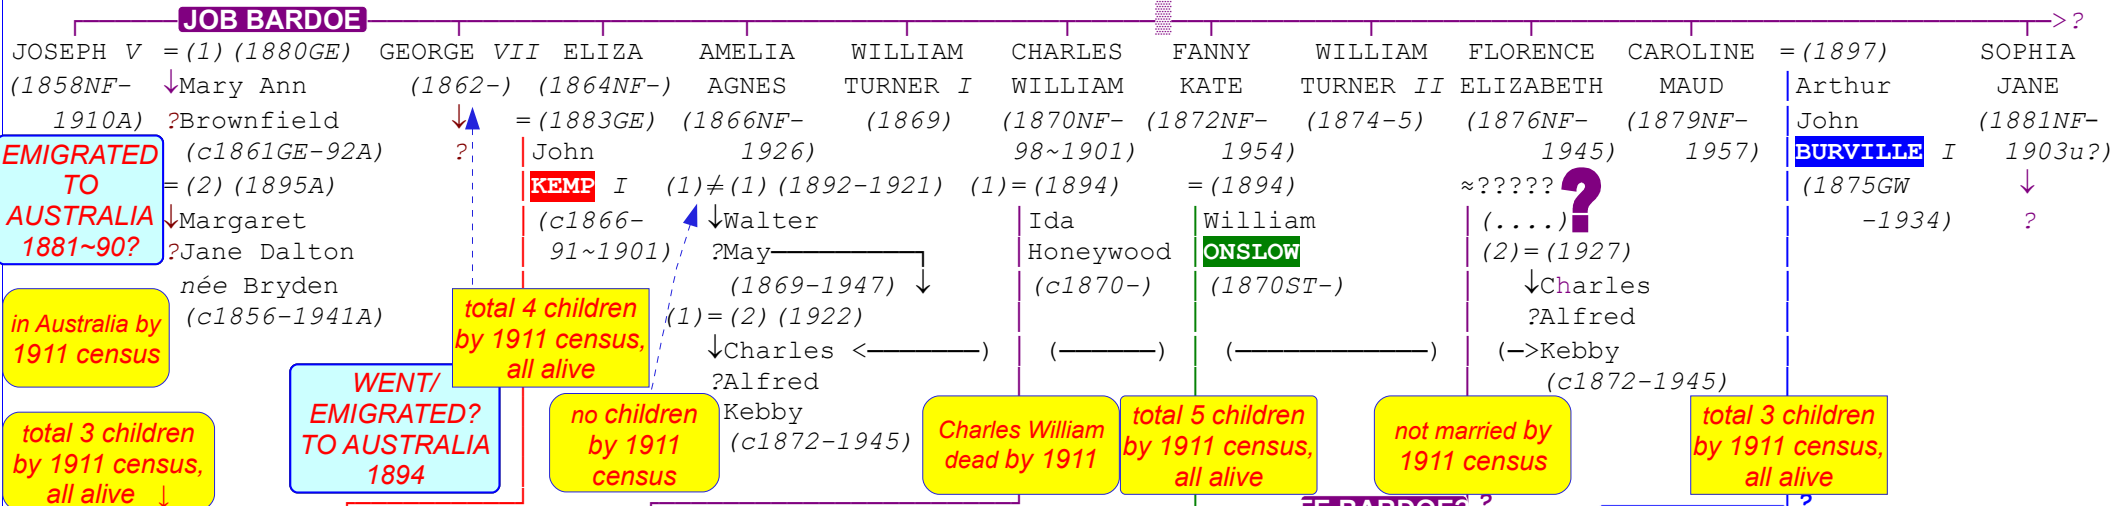 JOB BARDOE
>?
JOSEPH V =(1)(1880GE) GEORGE VII ELIZA AMELIA WILLIAM CHARLES FANNY WILLIAM FLORENCE CAROLINE =(1897) SOPHIA
(1858NF- ↓Mary Ann (1862-) (1864NF-) AGNES TURNER I WILLIAM KATE TURNER II ELIZABETH MAUD Arthur JANE
1910A) ?Brownfield ↓ =(1883GE) (1866NF- (1869) (1870NF- (1872NF- (1874-5) (1876NF- (1879NF- John (1881NF-
EMIGRATED (c1861GE-92A) ? John 1926) 98~1901) 1954) 1945) 1957) BURVILLE I 1903u?)
TO =(2)(1895A) KEMP I (1)≠(1)(1892-1921) (1)=(1894) =(1894) ≈????? ? (1875GW ↓
AUSTRALIA ↓Margaret (c1866- ↓Walter Ida William (....) -1934) ?
1881~90? ?Jane Dalton 91~1901) ?May Honeywood ONSLOW (2)=(1927)
née Bryden (1869-1947) ↓ (c1870-) (1870ST-) ↓Charles
in Australia by (c1856-1941A) total 4 children (1)=(2)(1922) ?Alfred
1911 census by 1911 census, ↓Charles <———) (———) (———) (—>Kebby
all alive ?Alfred (c1872-1945)
WENT/ Kebby
EMIGRATED? (c1872-1945)
TO AUSTRALIA
1894
total 3 children
by 1911 census,
all alive ↓
no children
by 1911
census
Charles William
dead by 1911
total 5 children
by 1911 census,
all alive
not married by
1911 census
total 3 children
by 1911 census,
all alive
? ?